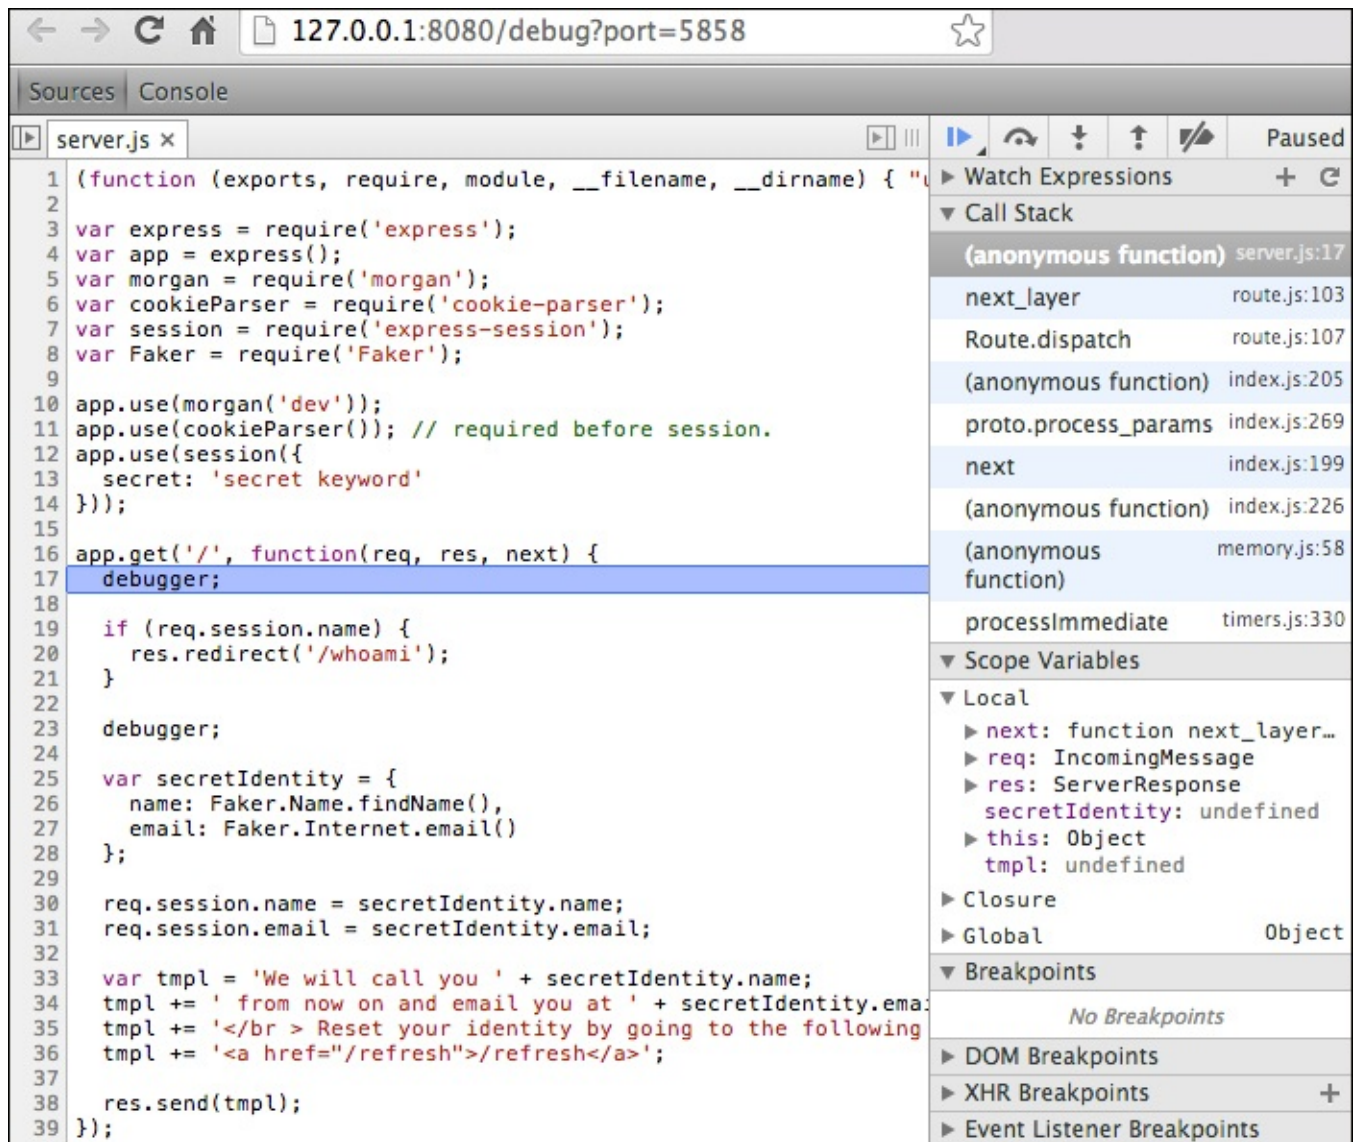 127.0.0.1:8080/debug?port=5858
Sources Console
server.js ×
1 (function (exports, require, module, __filename, __dirname) { "u
2
3 var express = require('express');
4 var app = express();
5 var morgan = require('morgan');
6 var cookieParser = require('cookie-parser');
7 var session = require('express-session');
8 var Faker = require('Faker');
9
10 app.use(morgan('dev'));
11 app.use(cookieParser()); // required before session.
12 app.use(session({
13   secret: 'secret keyword'
14 }));
15
16 app.get('/', function(req, res, next) {
17   debugger;
18
19   if (req.session.name) {
20     res.redirect('/whoami');
21   }
22
23   debugger;
24
25   var secretIdentity = {
26     name: Faker.Name.findName(),
27     email: Faker.Internet.email()
28   };
29
30   req.session.name = secretIdentity.name;
31   req.session.email = secretIdentity.email;
32
33   var tmpl = 'We will call you ' + secretIdentity.name;
34   tmpl += ' from now on and email you at ' + secretIdentity.emai
35   tmpl += '</br > Reset your identity by going to the following
36   tmpl += '<a href="/refresh">/refresh</a>';
37
38   res.send(tmpl);
39 });
Paused
Watch Expressions
Call Stack
(anonymous function) server.js:17
next_layer route.js:103
Route.dispatch route.js:107
(anonymous function) index.js:205
proto.process_params index.js:269
next index.js:199
(anonymous function) index.js:226
(anonymous memory.js:58
function)
processImmediate timers.js:330
Scope Variables
Local
next: function next_layer…
req: IncomingMessage
res: ServerResponse
secretIdentity: undefined
this: Object
tmpl: undefined
Closure
Global Object
Breakpoints
No Breakpoints
DOM Breakpoints
XHR Breakpoints +
Event Listener Breakpoints